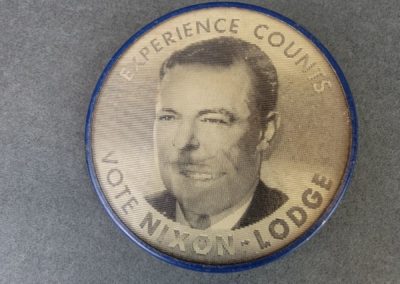 EXPERIENCE COUNTS
VOTE NIXON-LODGE